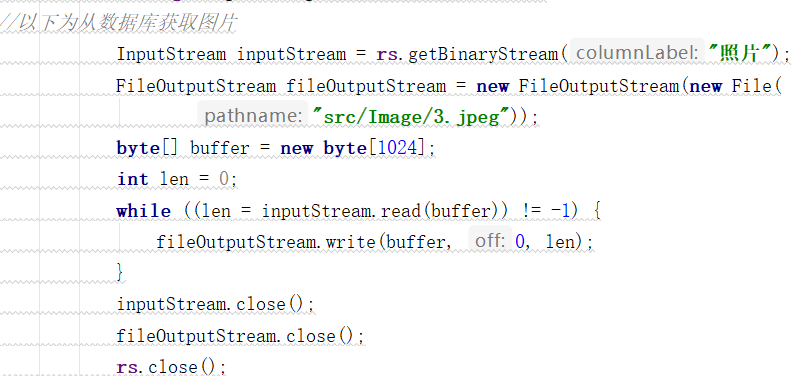 //以下为从数据库获取图片
InputStream inputStream = rs.getBinaryStream( columnLabel: "照片");
FileOutputStream fileOutputStream = new FileOutputStream(new File(
pathname: "src/Image/3.jpeg"));
byte[] buffer = new byte[1024];
int len = 0;
while ((len = inputStream.read(buffer)) != -1) {
fileOutputStream.write(buffer, off: 0, len);
}
inputStream.close();
fileOutputStream.close();
rs.close();